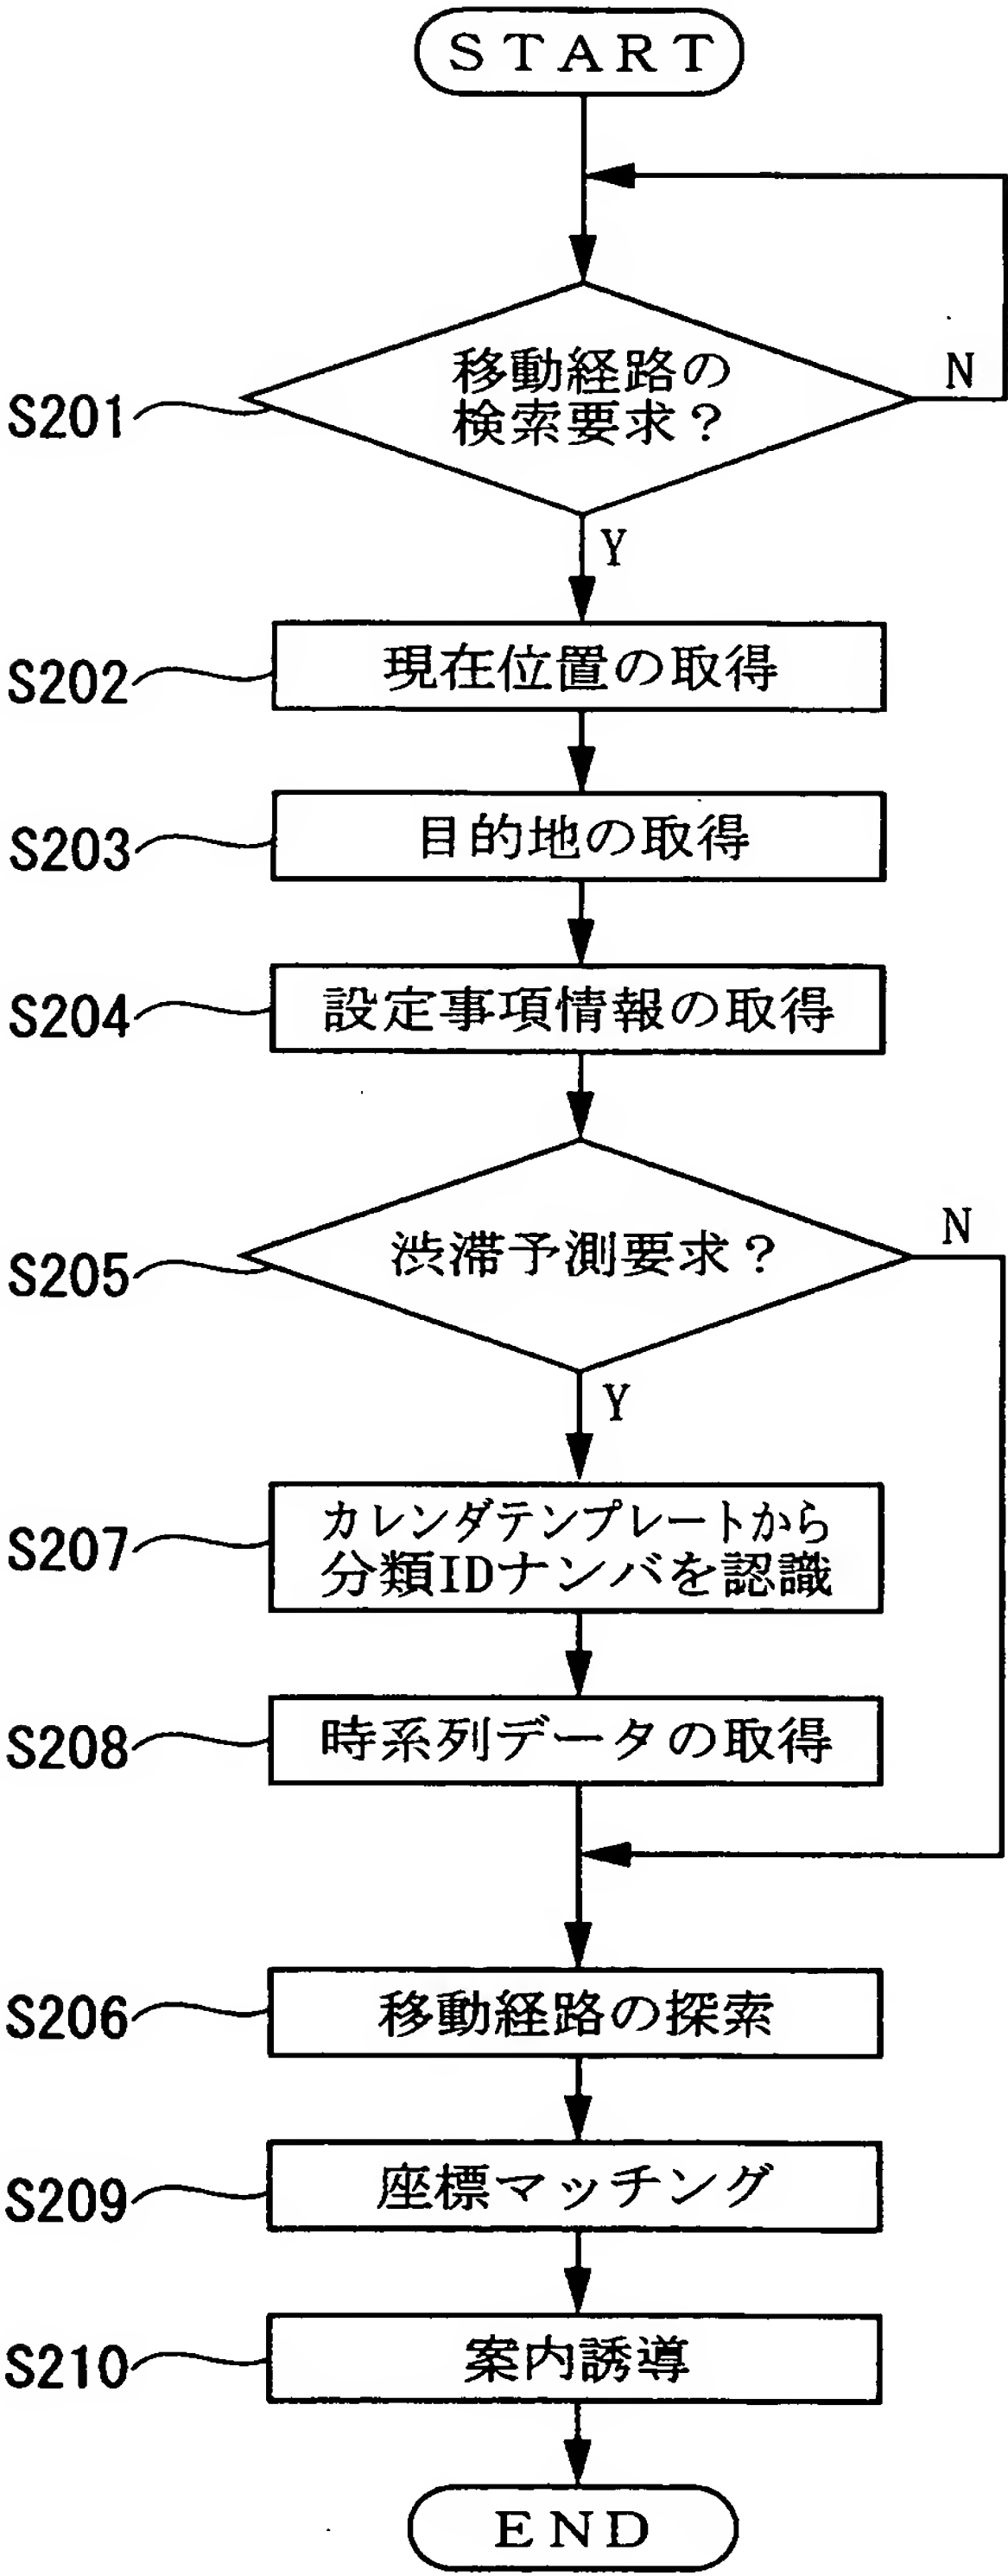 START
N
移動経路の
検索要求？
S201
Y
S202
現在位置の取得
S203
目的地の取得
S204
設定事項情報の取得
N
S205
渋滞予測要求？
Y
S207
カレンダテンプレートから
分類IDナンバを認識
S208
時系列データの取得
S206
移動経路の探索
S209
座標マッチング
S210
案内誘導
END